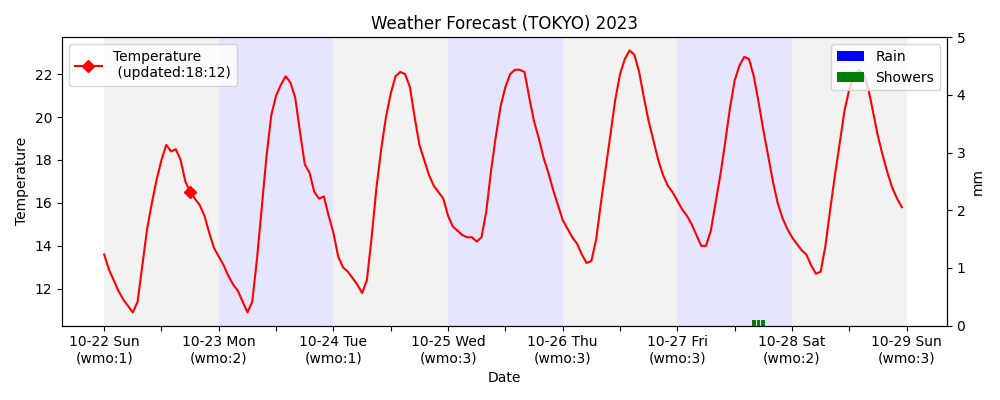 Weather Forecast (TOKYO) 2023
Temperature
(updated:18:12)
Rain
Showers
Temperature
22
20
18
16
14
12
5
4
3
2
1
0
mm
10-22 Sun
(wmo:1)
10-23 Mon
(wmo:2)
10-24 Tue
(wmo:1)
10-25 Wed
(wmo:3)
10-26 Thu
(wmo:3)
10-27 Fri
(wmo:3)
10-28 Sat
(wmo:2)
10-29 Sun
(wmo:3)
Date